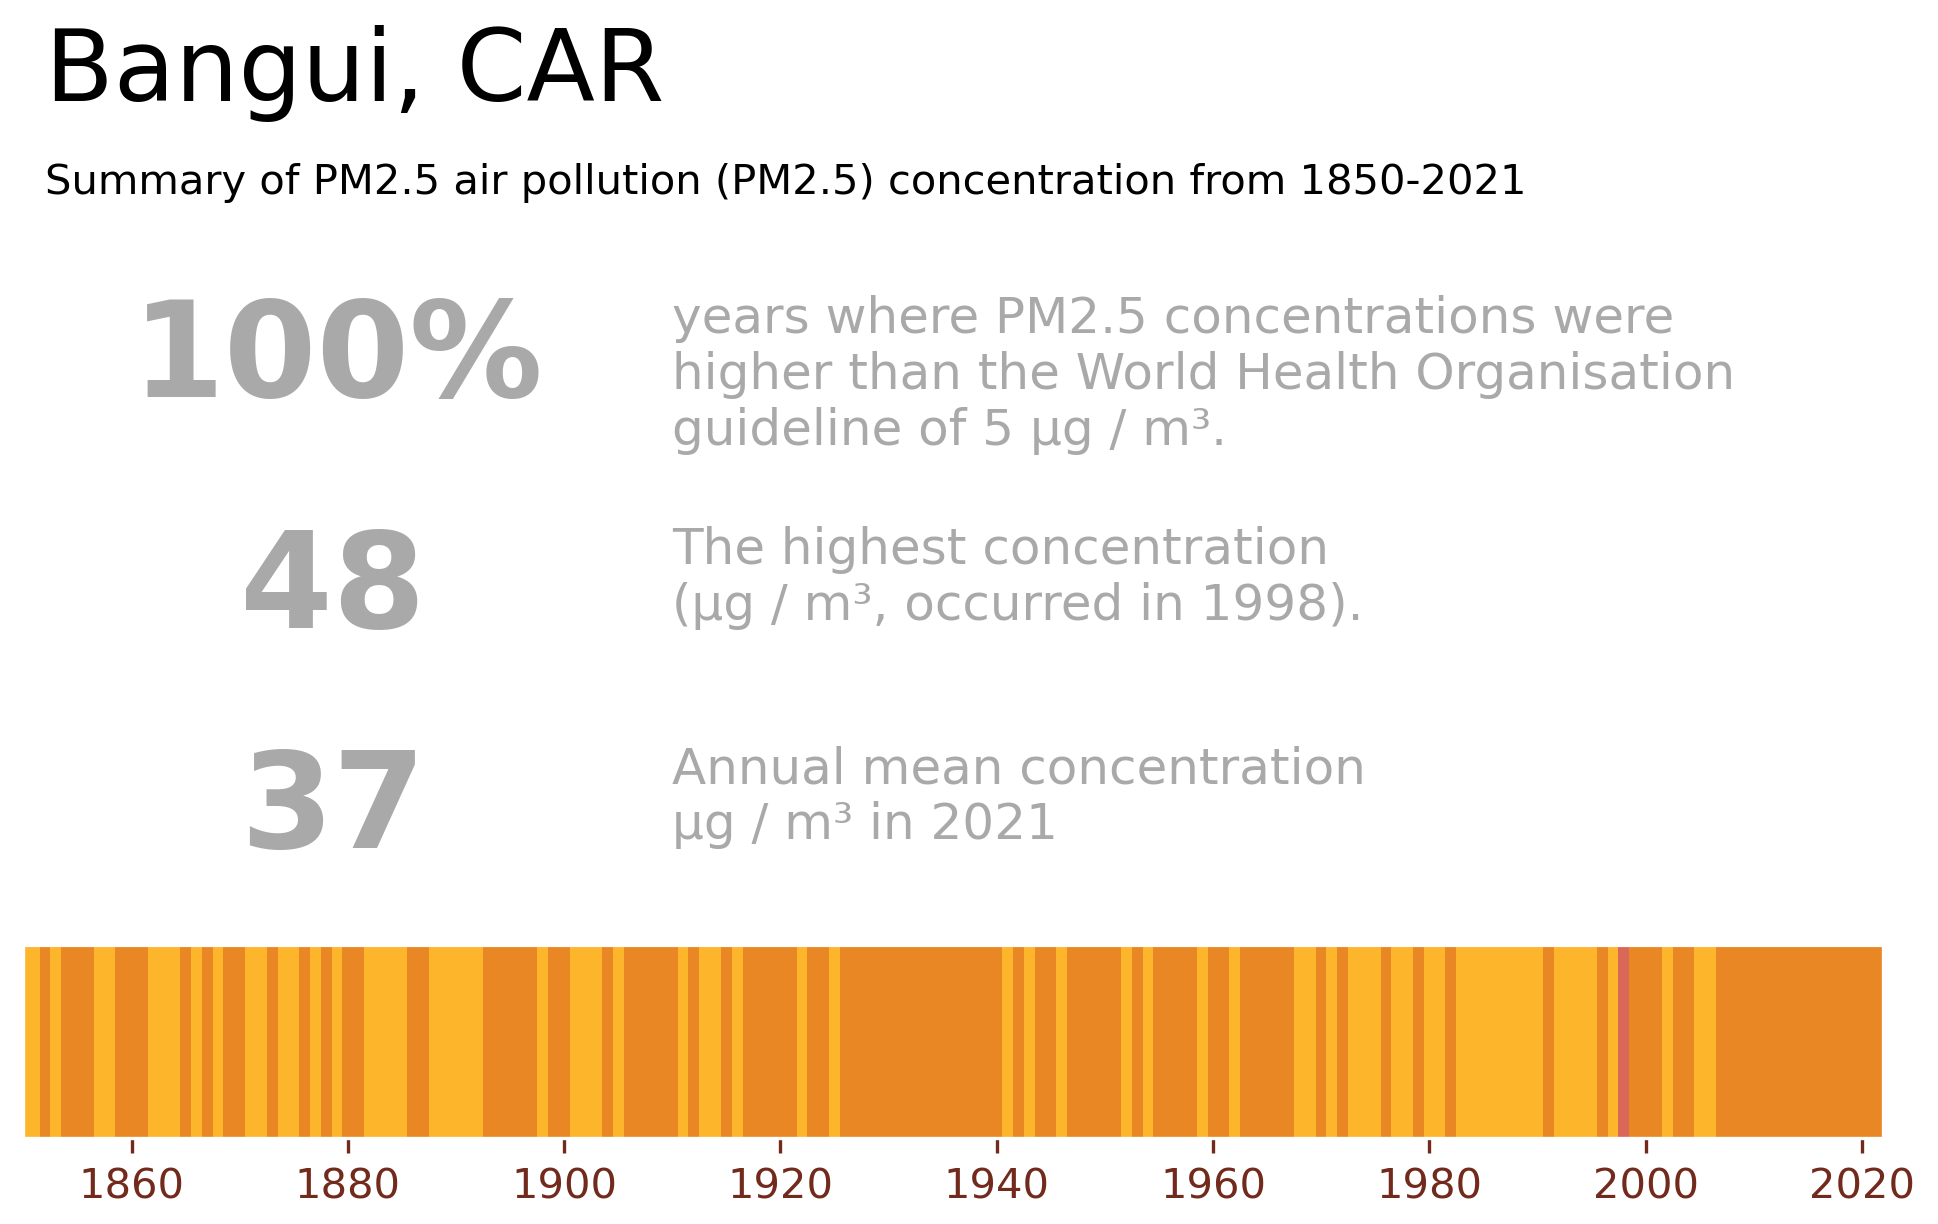 Bangui, CAR
Summary of PM2.5 air pollution (PM2.5) concentration from 1850-2021
100%
years where PM2.5 concentrations were
higher than the World Health Organisation
guideline of 5 µg / m³.
48
The highest concentration
(µg / m³, occurred in 1998).
37
Annual mean concentration
µg / m³ in 2021
1860 1880 1900 1920 1940 1960 1980 2000 2020